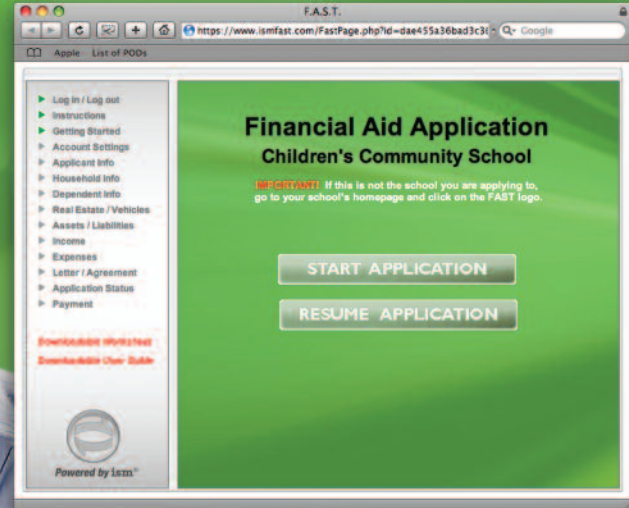 F.A.S.T.
https://www.ismfast.com/FastPage.php?id=dae455a36bad3c3
Google
Apple List of PODs
Log in / Log out
Instructions
Getting Started
Account Settings
Applicant Info
Household Info
Dependent Info
Real Estate / Vehicles
Assets / Liabilities
Income
Expenses
Letter / Agreement
Application Status
Payment
Downloadable Worksheet
Downloadable User Guide
Powered by ism
Financial Aid Application
Children's Community School
IMPORTANT! If this is not the school you are applying to,
go to your school's homepage and click on the FAST logo.
START APPLICATION
RESUME APPLICATION